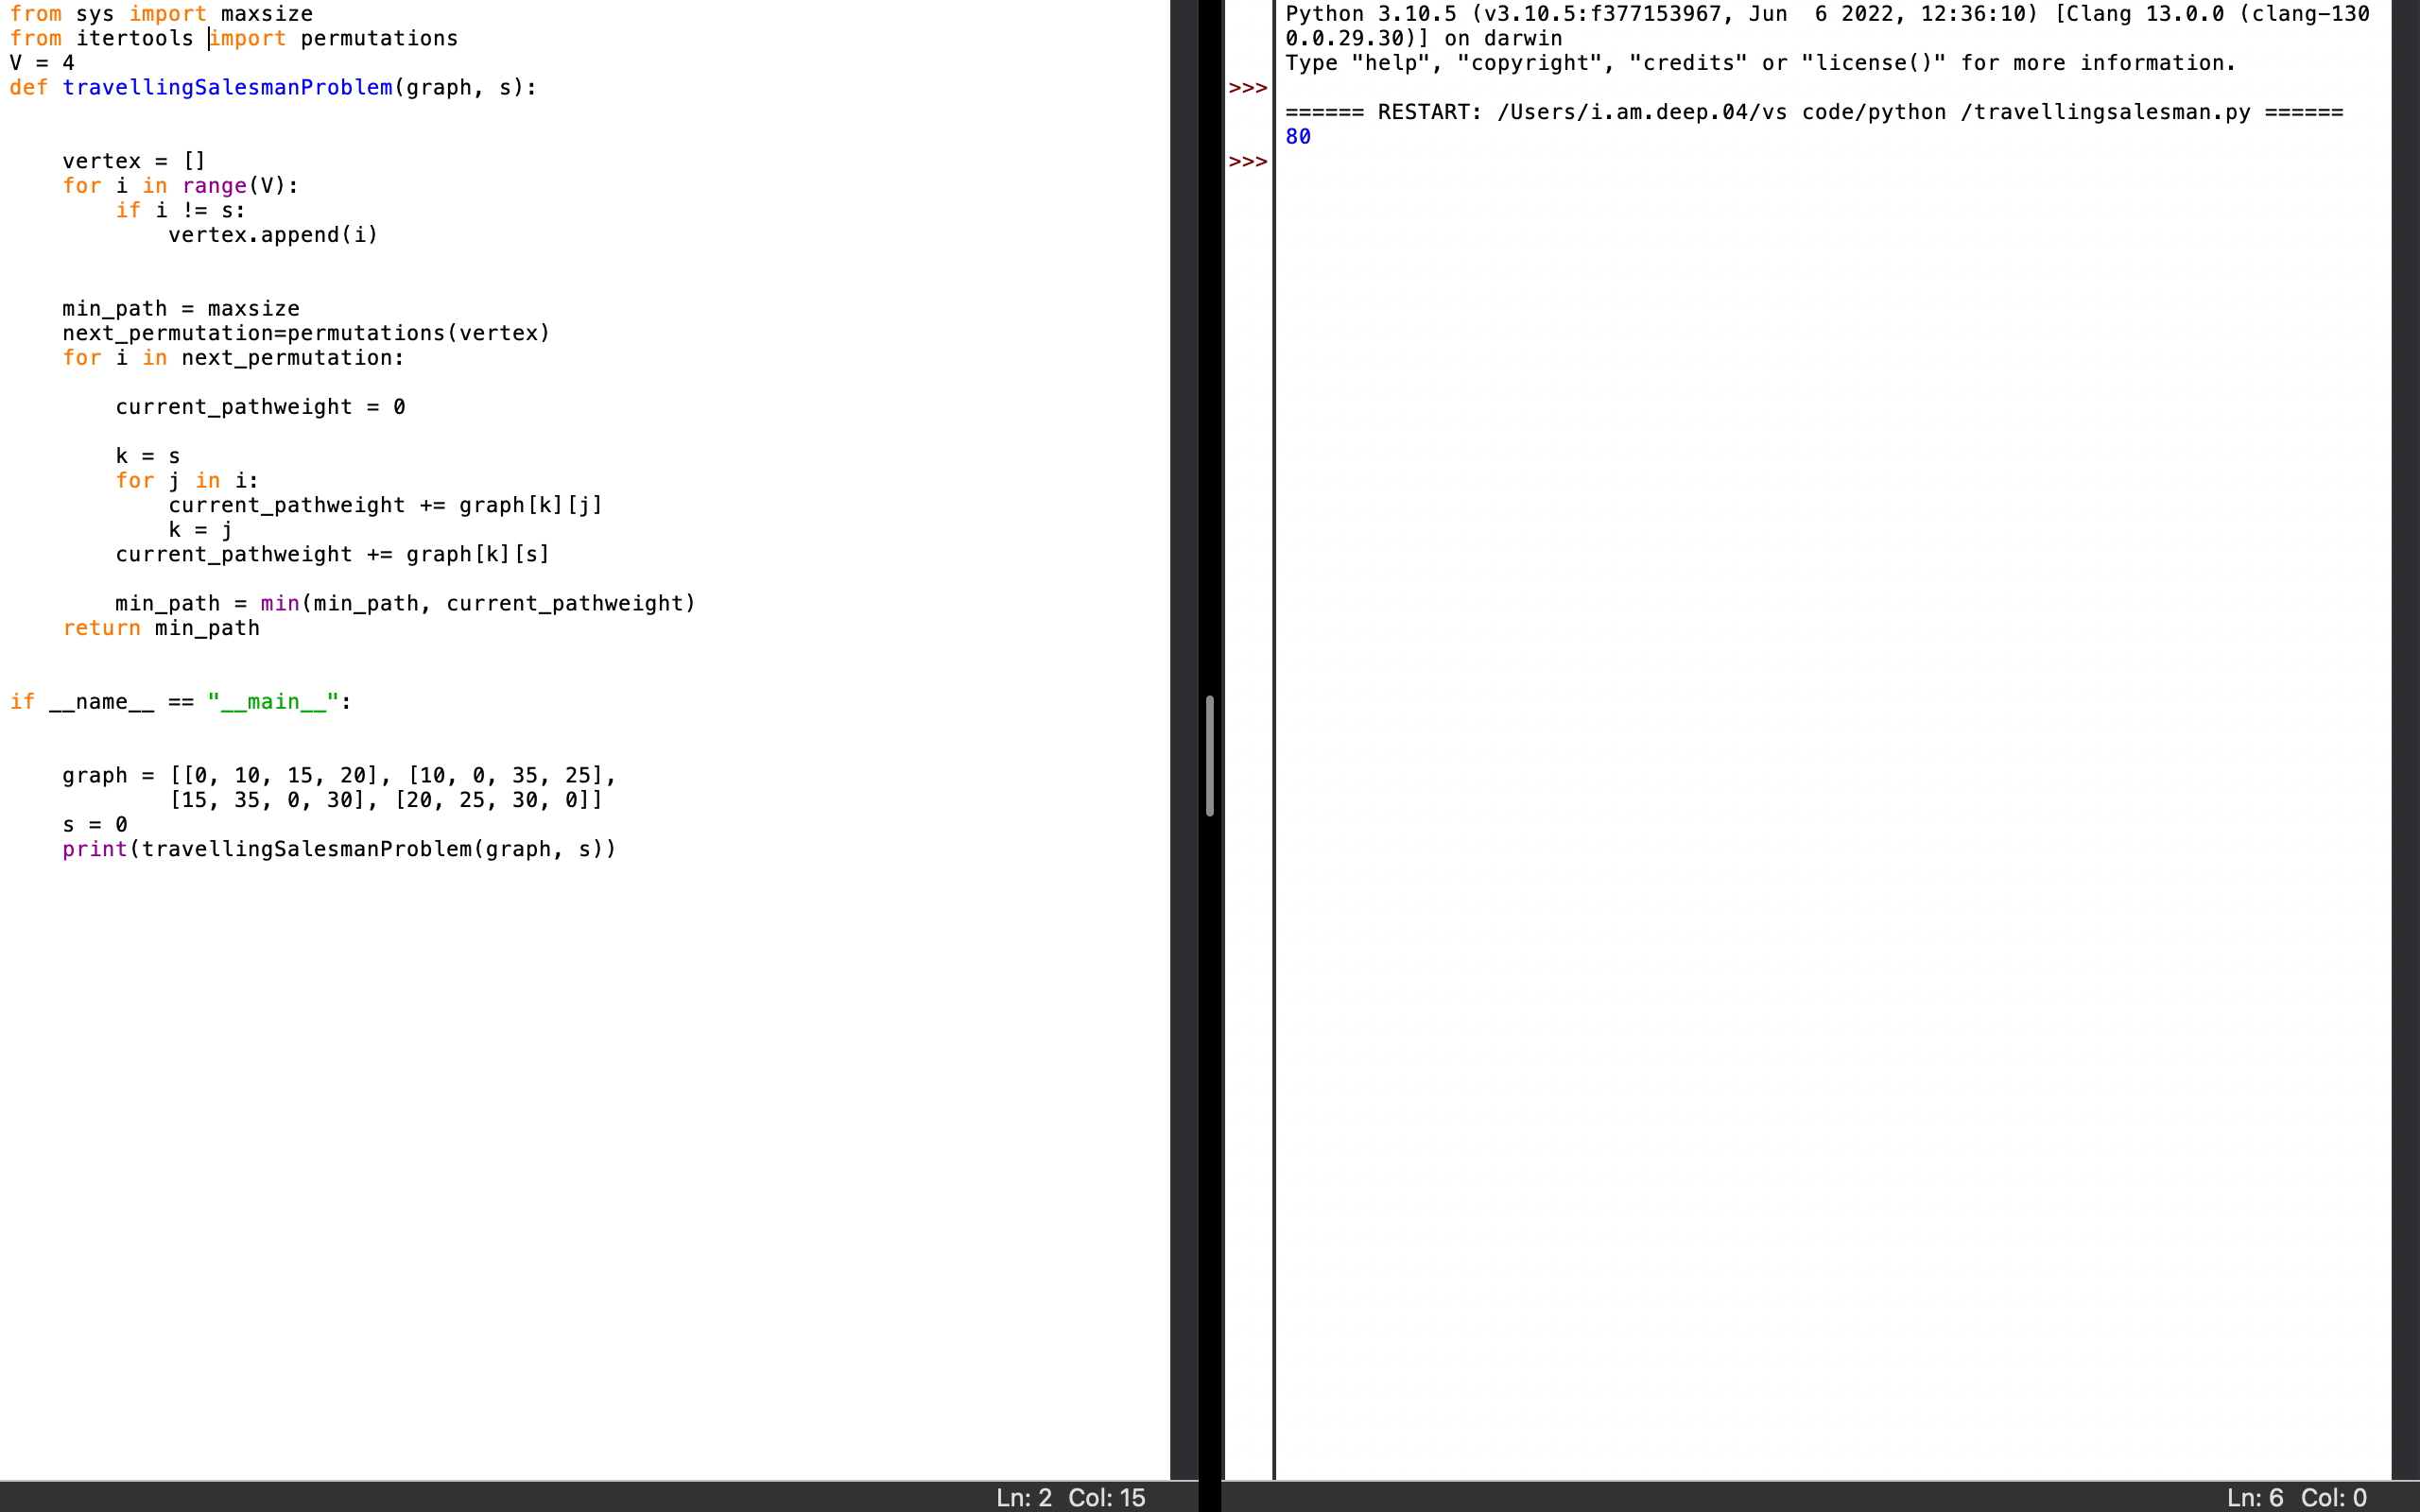 from sys import maxsize
from itertools import permutations
V = 4
def travellingSalesmanProblem(graph, s):
    vertex = []
    for i in range(V):
        if i != s:
            vertex.append(i)
    min_path = maxsize
    next_permutation=permutations(vertex)
    for i in next_permutation:
        current_pathweight = 0
        k = s
        for j in i:
            current_pathweight += graph[k][j]
            k = j
        current_pathweight += graph[k][s]
        min_path = min(min_path, current_pathweight)
    return min_path
if __name__ == "__main__":
    graph = [[0, 10, 15, 20], [10, 0, 35, 25],
            [15, 35, 0, 30], [20, 25, 30, 0]]
    s = 0
    print(travellingSalesmanProblem(graph, s))
Ln: 2 Col: 15
Python 3.10.5 (v3.10.5:f377153967, Jun  6 2022, 12:36:10) [Clang 13.0.0 (clang-130
0.0.29.30)] on darwin
Type "help", "copyright", "credits" or "license()" for more information.
>>>
====== RESTART: /Users/i.am.deep.04/vs code/python /travellingsalesman.py ======
80
>>>
Ln: 6 Col: 0